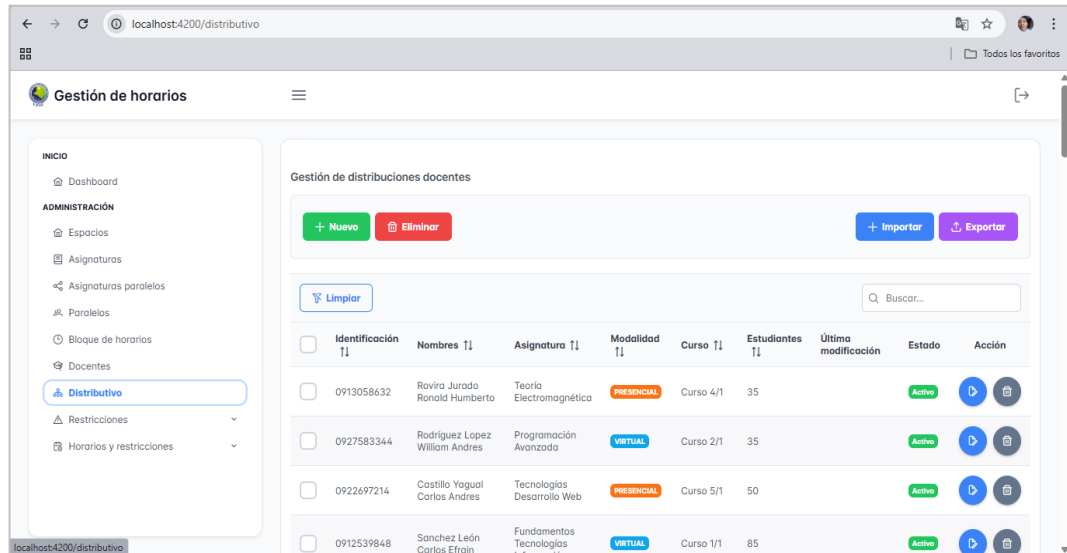 localhost:4200/distributivo
Todos los favoritos
Gestión de horarios
INICIO
Dashboard
ADMINISTRACIÓN
Espacios
Asignaturas
Asignaturas paralelos
Paralelos
Bloque de horarios
Docentes
Distributivo
Restricciones
Horarios y restricciones
Gestión de distribuciones docentes
+ Nuevo Eliminar + Importar Exportar
Limpiar Buscar...
Identificación Nombres Asignatura Modalidad Curso Estudiantes Última modificación Estado Acción
0913058632 Rovira Jurado Ronald Humberto Teoría Electromagnética PRESENCIAL Curso 4/1 35 Activo
0927583344 Rodríguez Lopez William Andres Programación Avanzada VIRTUAL Curso 2/1 35 Activo
0922697214 Castillo Yagual Carlos Andres Tecnologías Desarrollo Web PRESENCIAL Curso 5/1 50 Activo
0912539848 Sanchez León Carlos Efrain Fundamentos Tecnologías VIRTUAL Curso 1/1 85 Activo
localhost:4200/distributivo